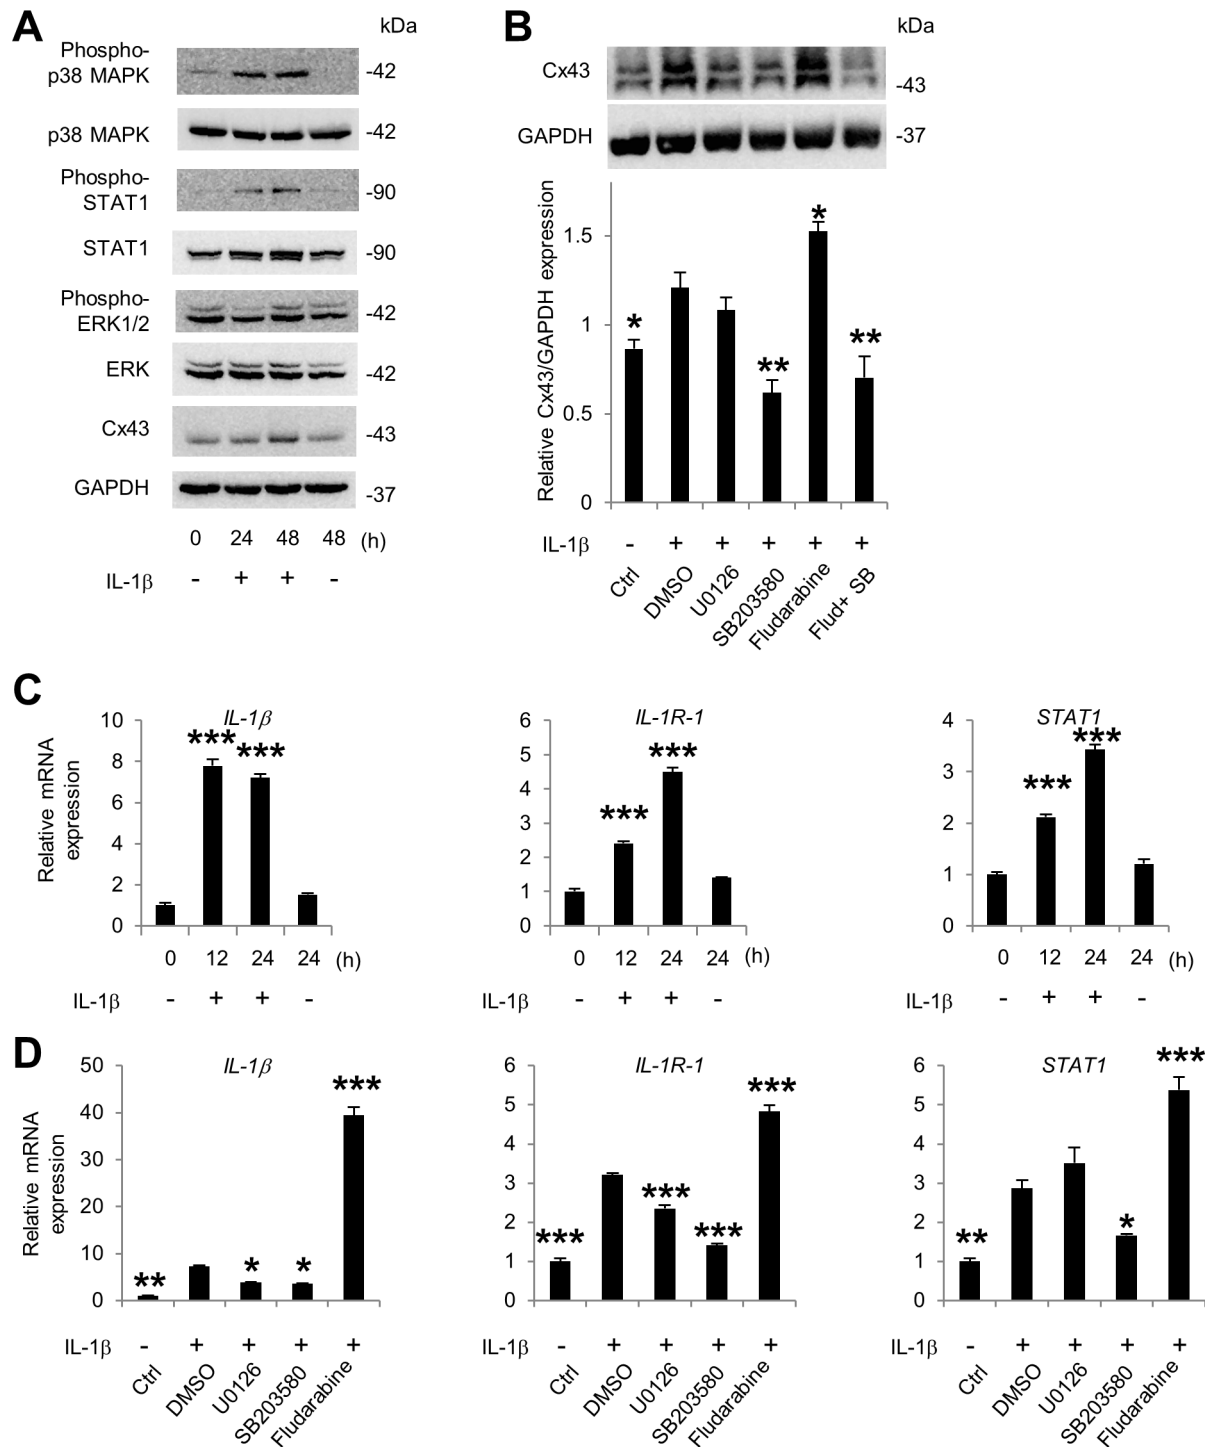 A
kDa
Phospho-
p38 MAPK
-42
p38 MAPK
-42
Phospho-
STAT1
-90
STAT1
-90
Phospho-
ERK1/2
-42
ERK
-42
Cx43
-43
GAPDH
-37
0 24 48 48 (h)
IL-1β - + + -
B
kDa
Cx43
-43
GAPDH
-37
Relative Cx43/GAPDH expression
1.5
1
0.5
0
* ** * **
IL-1β - + + + + +
Ctrl
DMSO
U0126
SB203580
Fludarabine
Flud+ SB
C
Relative mRNA
expression
IL-1β
10
8
6
4
2
0
*** ***
0 12 24 24 (h)
IL-1β - + + -
IL-1R-1
6
5
4
3
2
1
0
*** ***
0 12 24 24 (h)
IL-1β - + + -
STAT1
4
3
2
1
0
*** ***
0 12 24 24 (h)
IL-1β - + + -
D
Relative mRNA
expression
IL-1β
50
40
30
20
10
0
** * * ***
IL-1β - + + + +
Ctrl
DMSO
U0126
SB203580
Fludarabine
IL-1R-1
6
5
4
3
2
1
0
*** *** *** ***
IL-1β - + + + +
Ctrl
DMSO
U0126
SB203580
Fludarabine
STAT1
6
5
4
3
2
1
0
** * ***
IL-1β - + + + +
Ctrl
DMSO
U0126
SB203580
Fludarabine